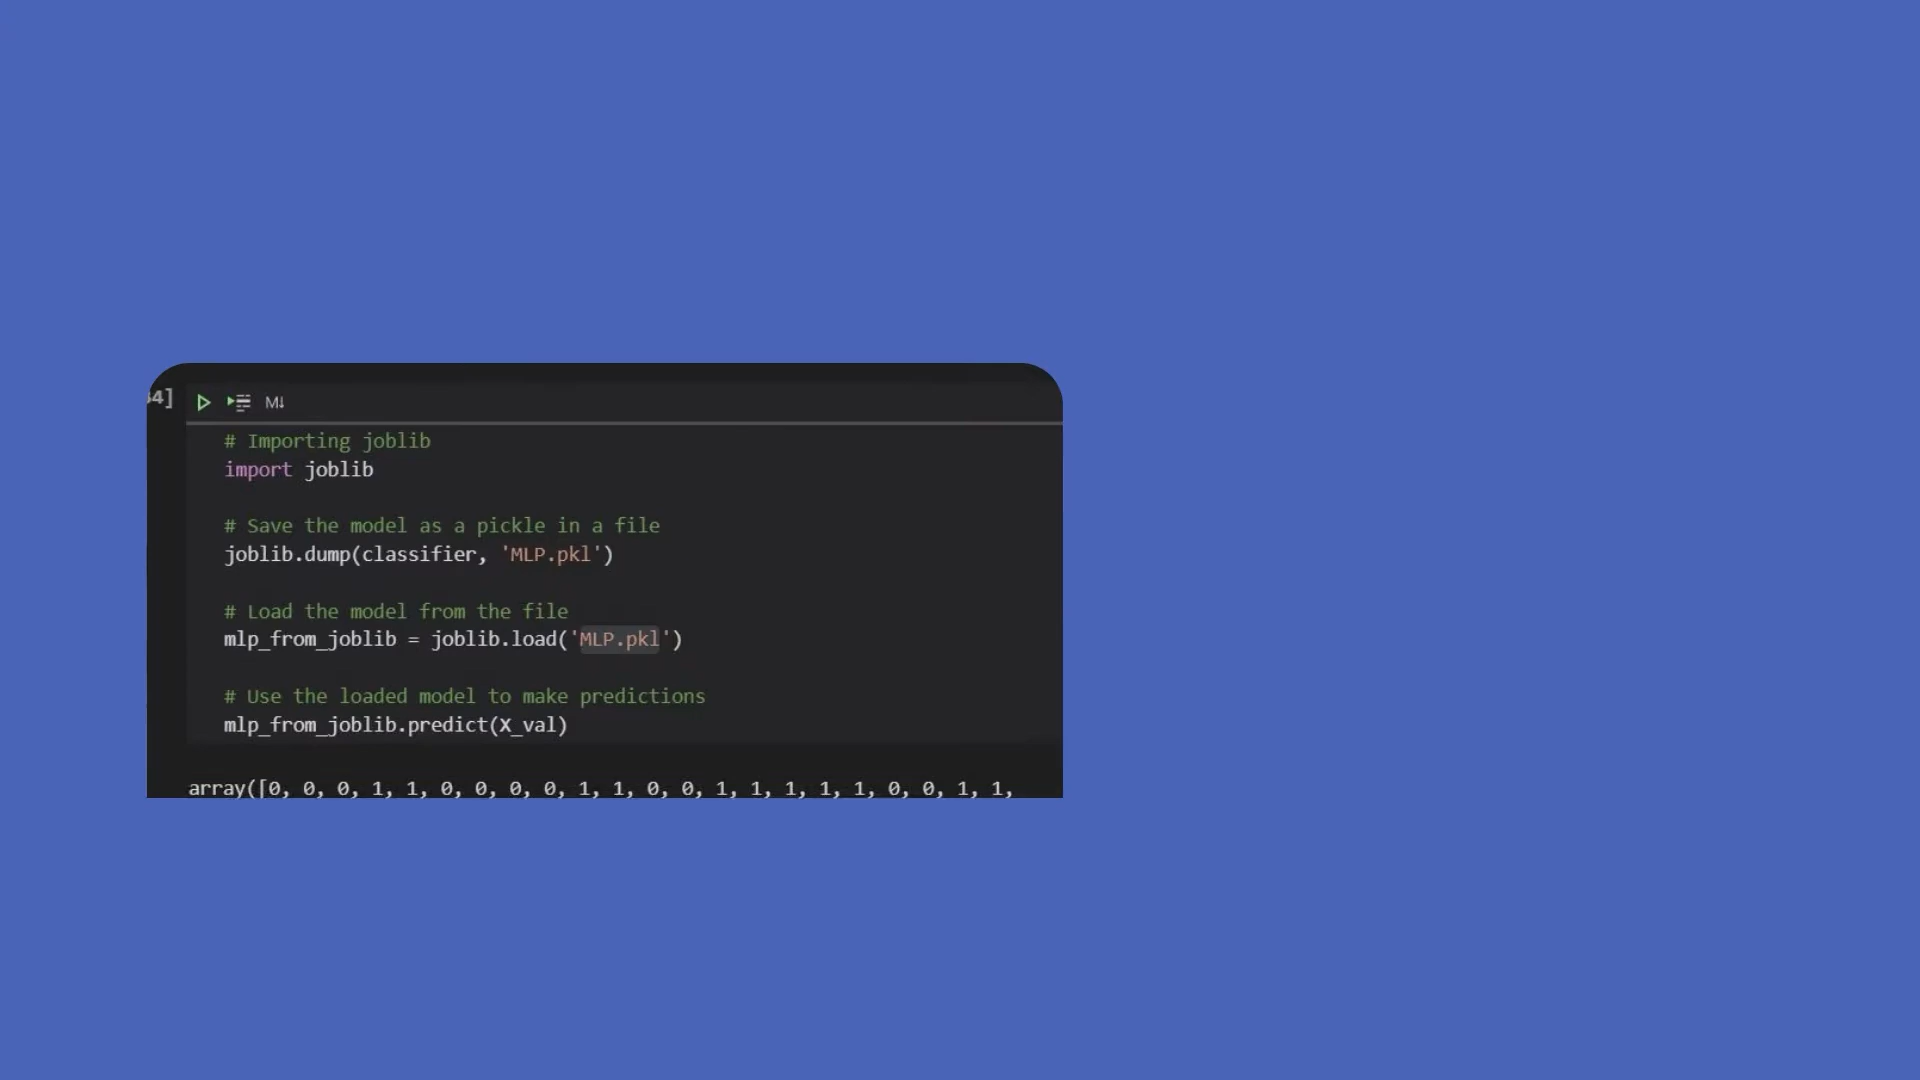 4]
M↓
# Importing joblib
import joblib
# Save the model as a pickle in a file
joblib.dump(classifier, 'MLP.pkl')
# Load the model from the file
mlp_from_joblib = joblib.load('MLP.pkl')
# Use the loaded model to make predictions
mlp_from_joblib.predict(X_val)
array([0, 0, 0, 1, 1, 0, 0, 0, 0, 1, 1, 0, 0, 1, 1, 1, 1, 1, 0, 0, 1, 1,